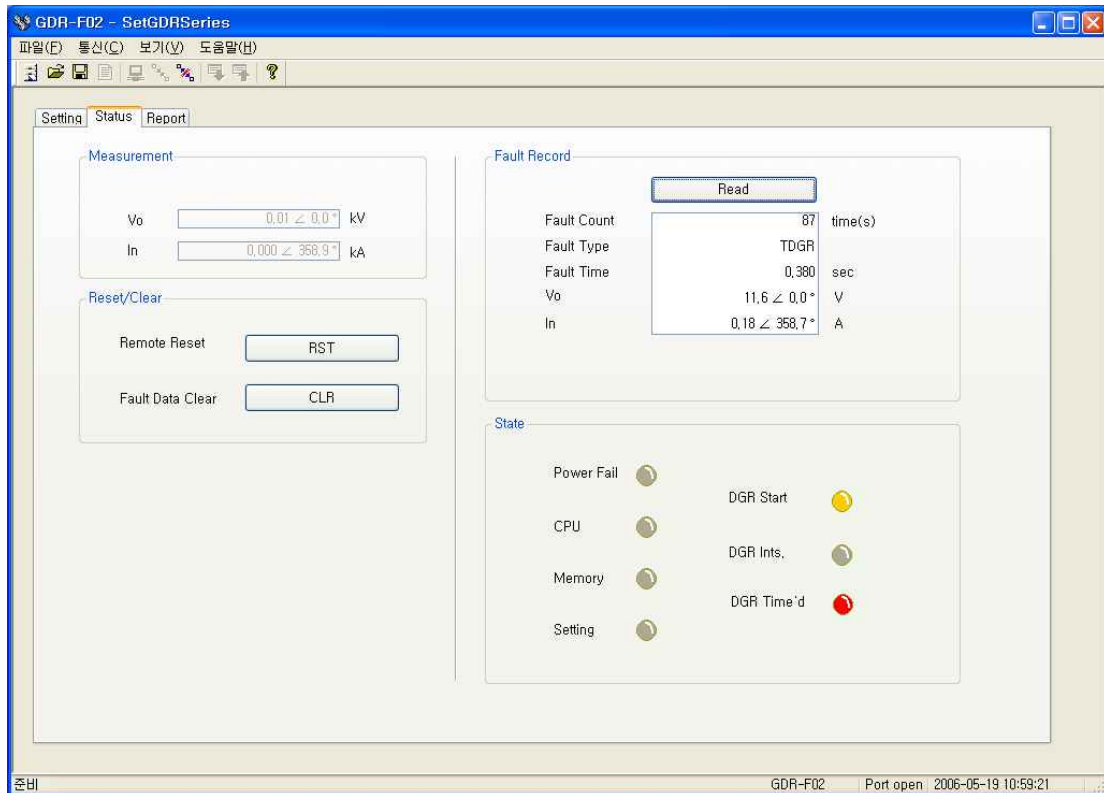 GDR-F02 - SetGDRSeries
파일(F) 통신(C) 보기(V) 도움말(H)
Setting Status Report
Measurement
Vo 0,01 ∠ 0,0 ° kV
In 0,000 ∠ 358,9 ° kA
Reset/Clear
Remote Reset RST
Fault Data Clear CLR
Fault Record
Read
Fault Count 87 time(s)
Fault Type TDGR
Fault Time 0,380 sec
Vo 11,6 ∠ 0,0 ° V
In 0,18 ∠ 358,7 ° A
State
Power Fail
CPU
Memory
Setting
DGR Start
DGR Ints,
DGR Time'd
준비 GDR-F02 Port open 2006-05-19 10:59:21